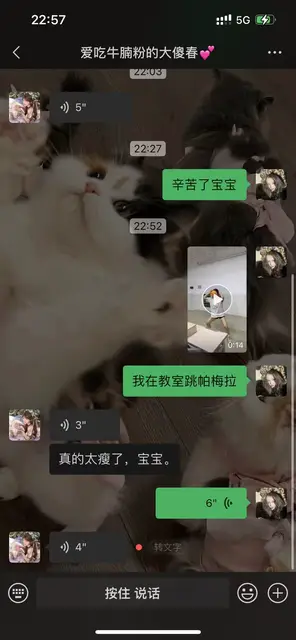 22:57
5G
爱吃牛腩粉的大傻春💕
22:03
5"
22:27
辛苦了宝宝
22:52
0:14
我在教室跳帕梅拉
3"
真的太瘦了，宝宝。
6"
4"
转文字
按住 说话